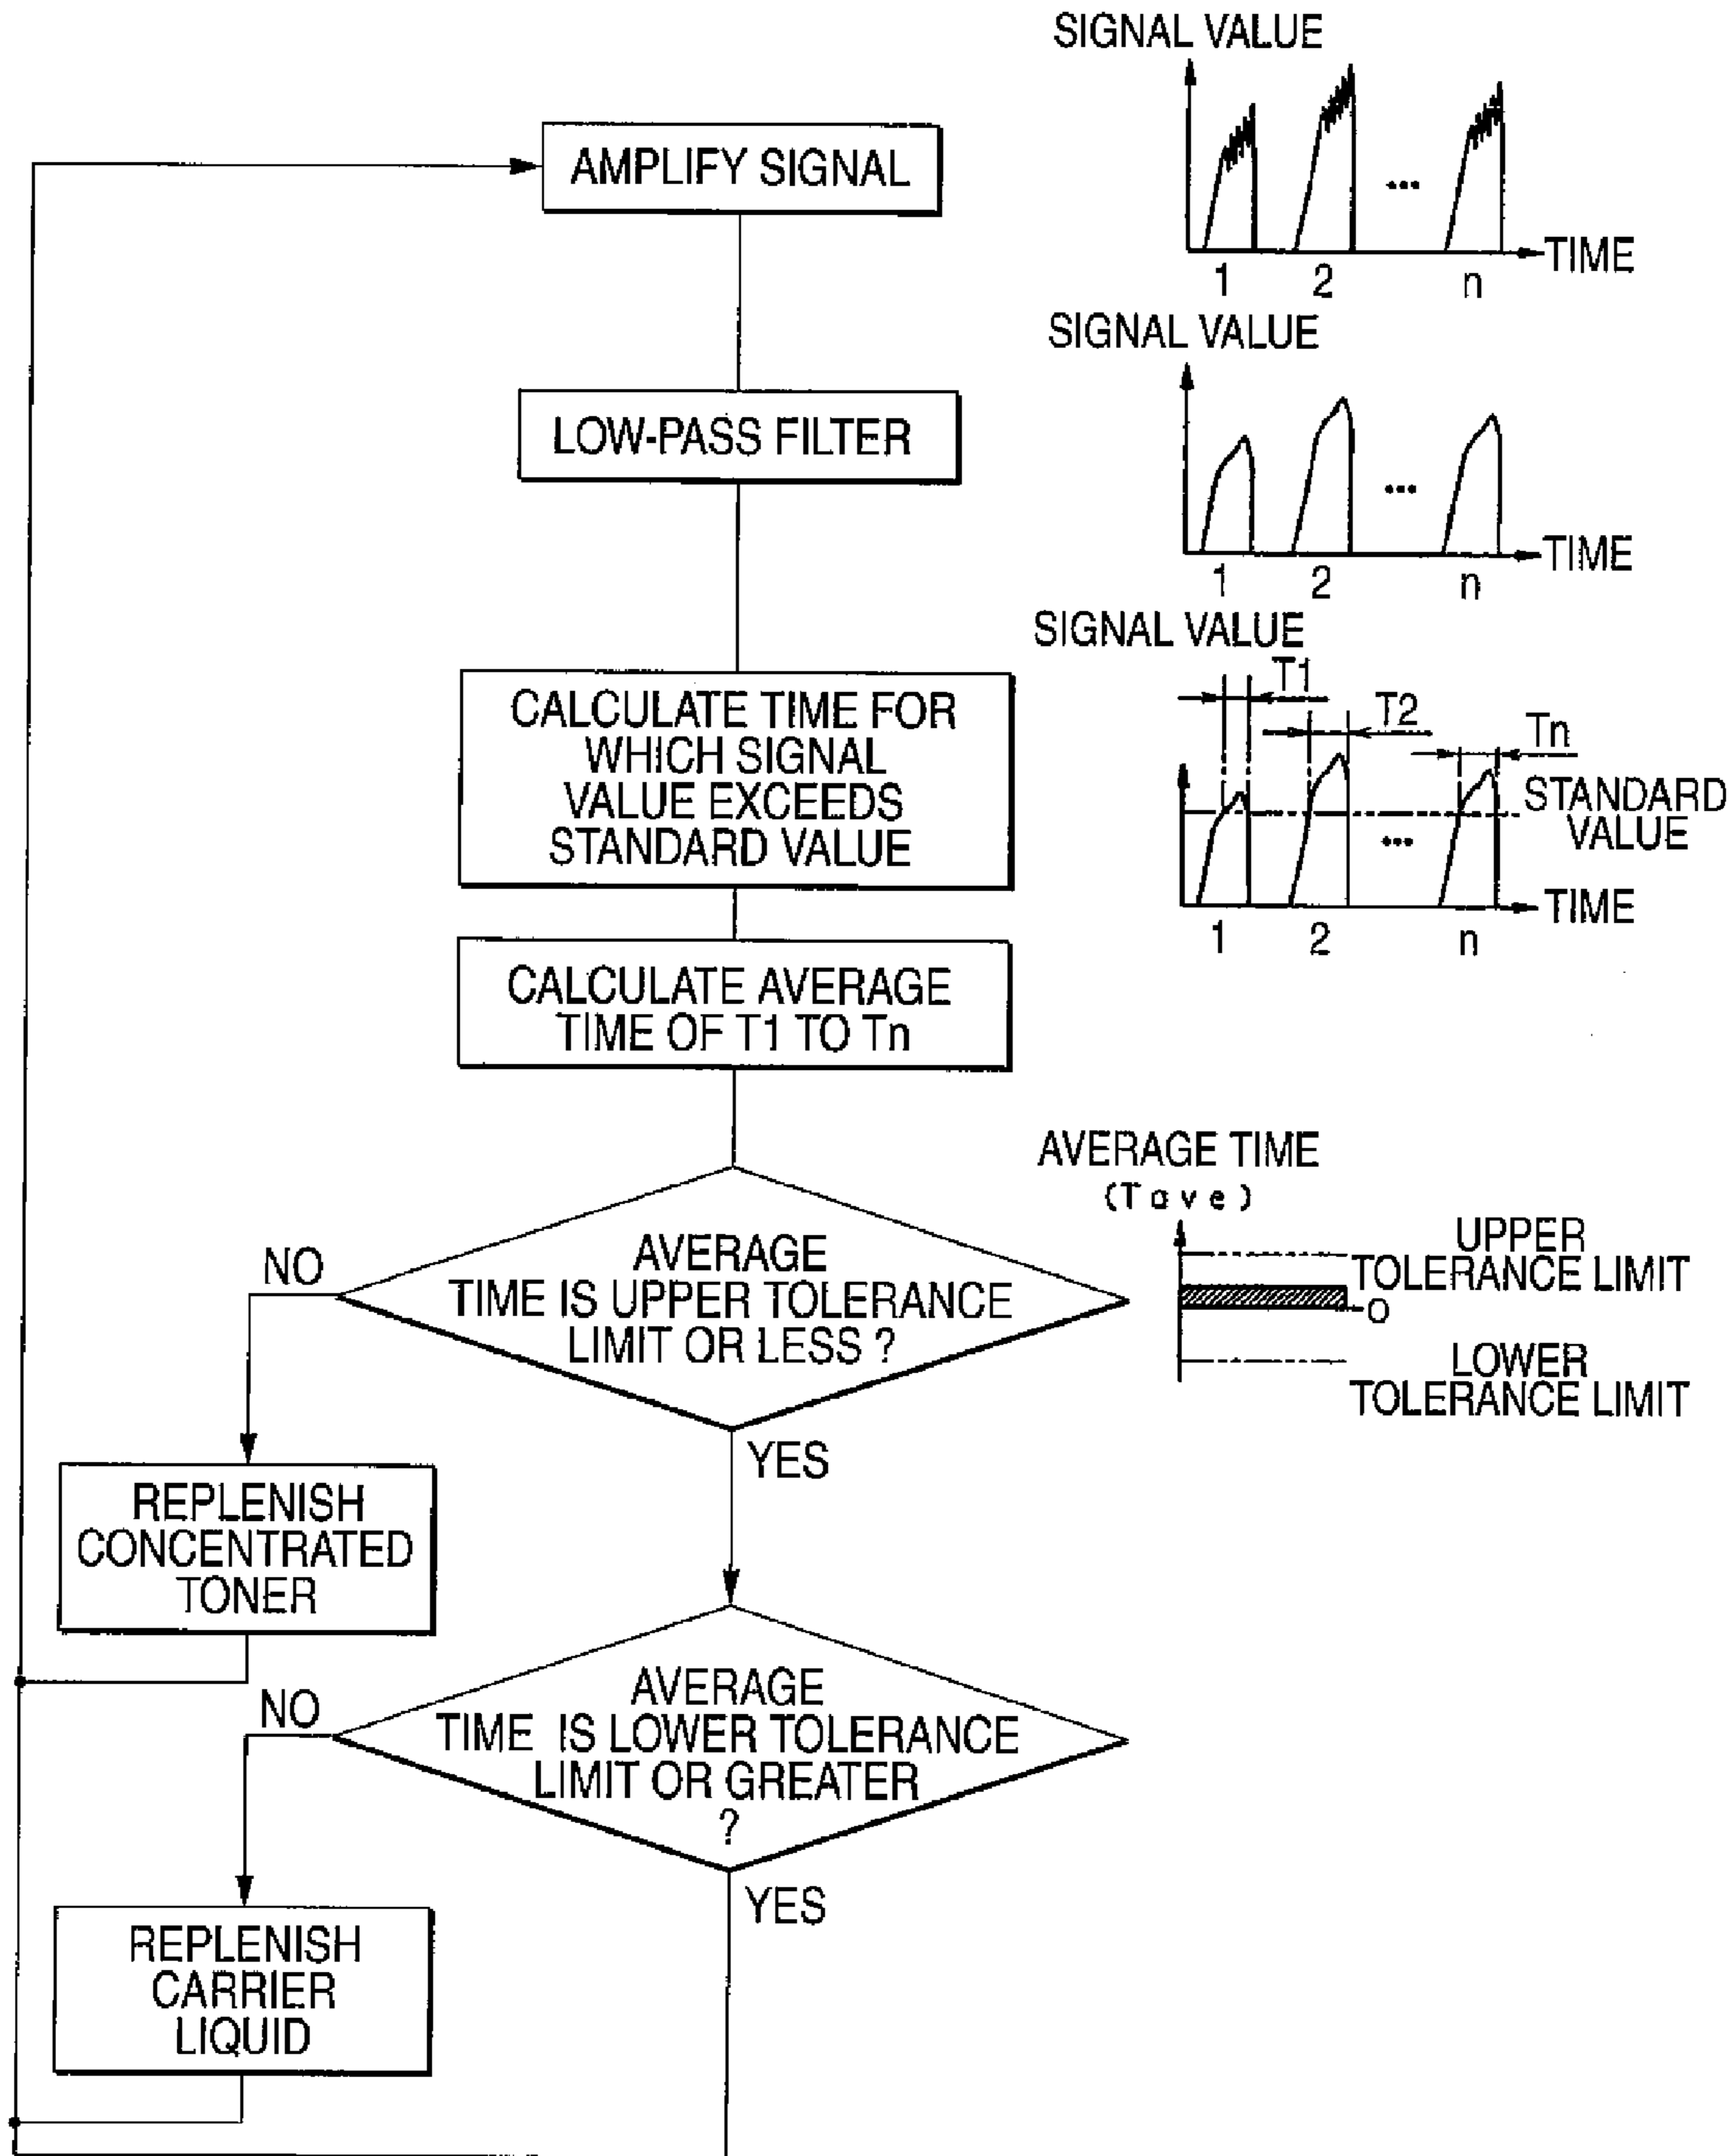 SIGNAL VALUE
AMPLIFY SIGNAL
...
TIME
1 2 n
SIGNAL VALUE
LOW-PASS FILTER
...
TIME
1 2 n
SIGNAL VALUE
T1
T2
Tn
CALCULATE TIME FOR
WHICH SIGNAL
VALUE EXCEEDS
STANDARD VALUE
STANDARD
VALUE
...
TIME
1 2 n
CALCULATE AVERAGE
TIME OF T1 TO Tn
AVERAGE TIME
(Tave)
UPPER
TOLERANCE LIMIT
0
LOWER
TOLERANCE LIMIT
AVERAGE
TIME IS UPPER TOLERANCE
LIMIT OR LESS ?
NO
YES
REPLENISH
CONCENTRATED
TONER
AVERAGE
TIME IS LOWER TOLERANCE
LIMIT OR GREATER
?
NO
YES
REPLENISH
CARRIER
LIQUID